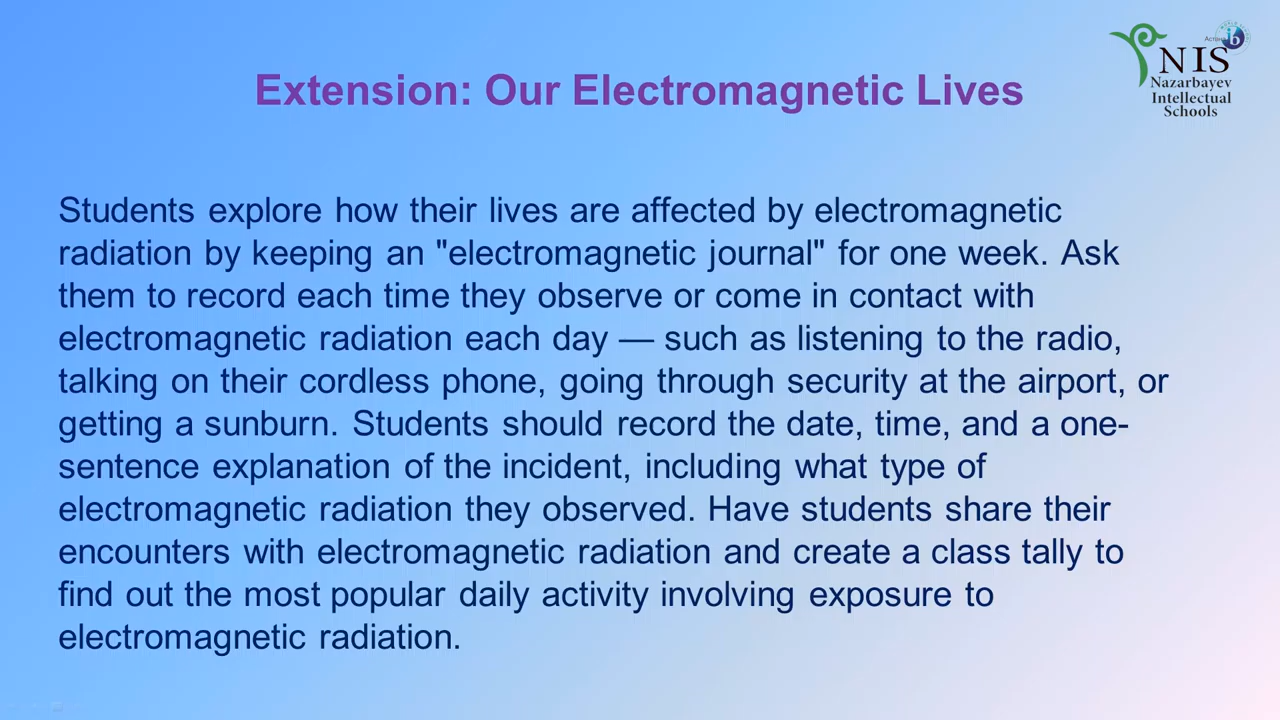 Extension: Our Electromagnetic Lives
NIS
Nazarbayev
Intellectual
Schools
Students explore how their lives are affected by electromagnetic
radiation by keeping an "electromagnetic journal" for one week. Ask
them to record each time they observe or come in contact with
electromagnetic radiation each day — such as listening to the radio,
talking on their cordless phone, going through security at the airport, or
getting a sunburn. Students should record the date, time, and a one-
sentence explanation of the incident, including what type of
electromagnetic radiation they observed. Have students share their
encounters with electromagnetic radiation and create a class tally to
find out the most popular daily activity involving exposure to
electromagnetic radiation.